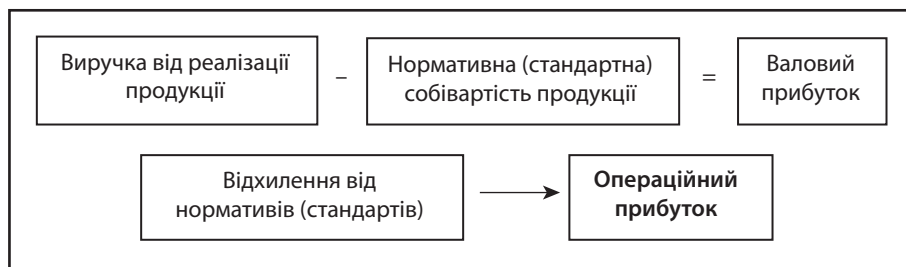 Виручка від реалізації
продукції
–
Нормативна (стандартна)
собівартість продукції
=
Валовий
прибуток
Відхилення від
нормативів (стандартів)
Операційний
прибуток